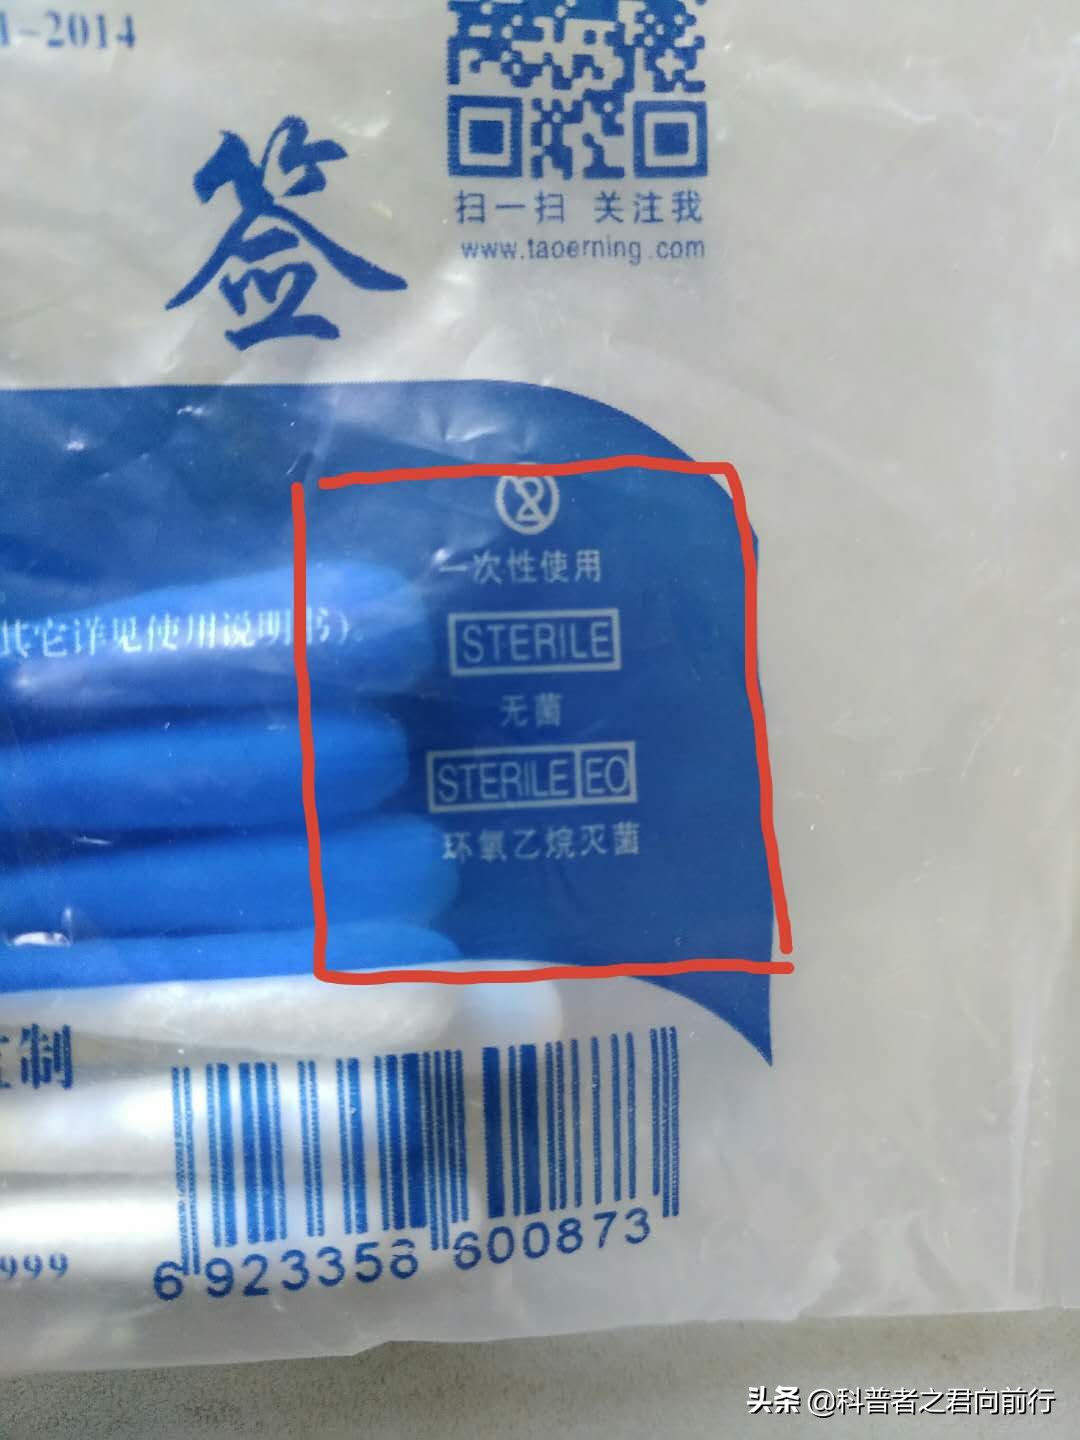 -2014
签
扫一扫 关注我
www.taoerning.com
2
一次性使用
其它详见使用说明书)。
STERILE
无菌
STERILE EO
环氧乙烷灭菌
制
999
6 923358 600873
头条 @科普者之君向前行